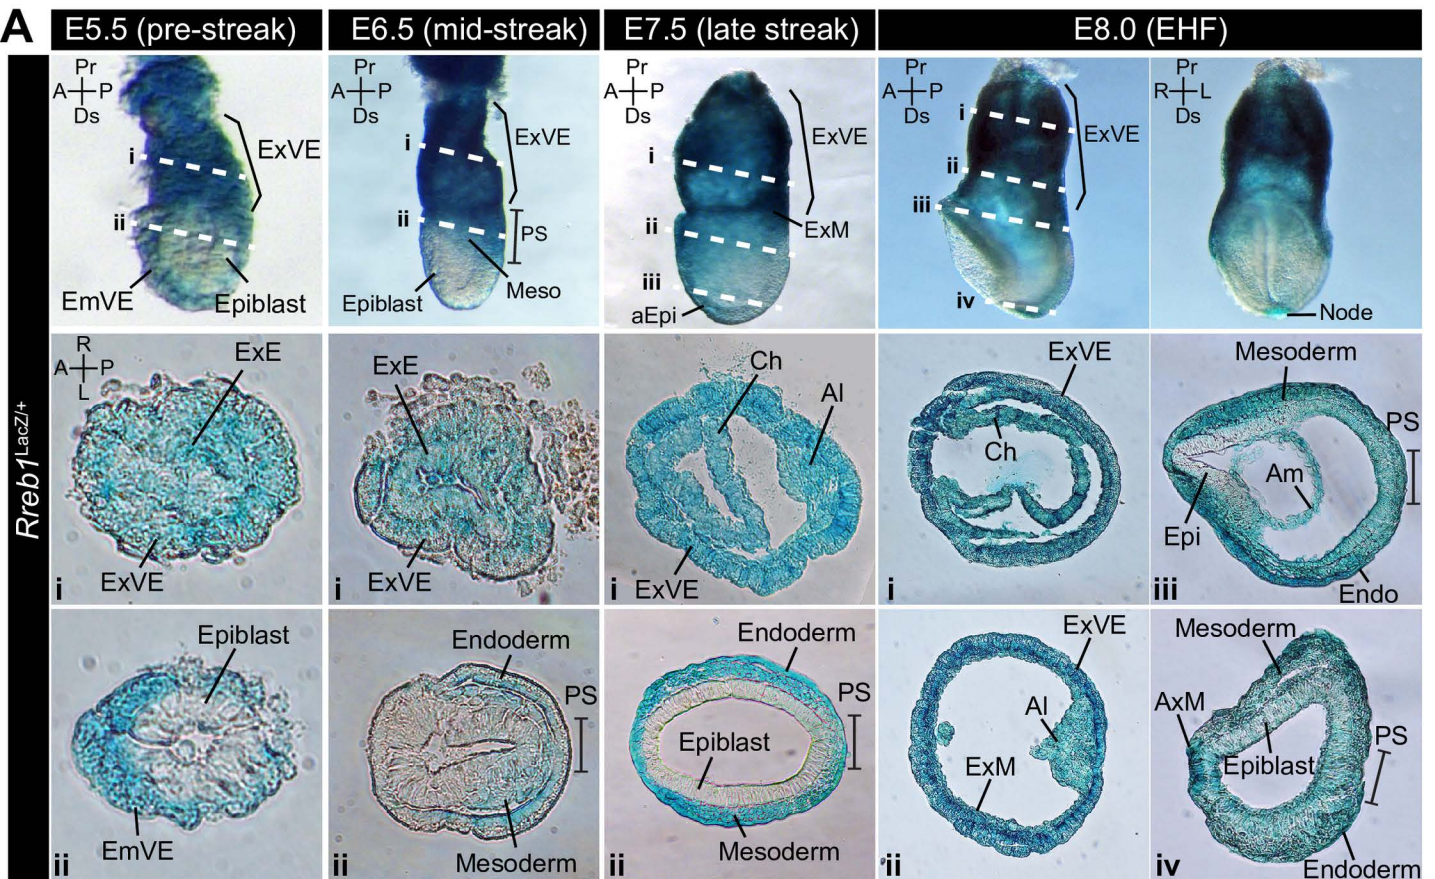 A
E5.5 (pre-streak)
E6.5 (mid-streak)
E7.5 (late streak)
E8.0 (EHF)
Rreb1LacZ/+
Pr
A P
Ds
ExVE
i
ii
EmVE
Epiblast
Pr
A P
Ds
ExVE
i
ii
PS
Epiblast
Meso
Pr
A P
Ds
ExVE
i
ExM
ii
iii
aEpi
Pr
A P
Ds
i
ExVE
ii
iii
iv
Pr
R L
Ds
Node
R
A P
L
ExE
ExVE
i
ExE
ExVE
i
Ch
Al
ExVE
i
ExVE
Ch
i
Mesoderm
PS
Am
Epi
Endo
iii
Epiblast
EmVE
ii
Endoderm
PS
Mesoderm
ii
Endoderm
PS
Epiblast
Mesoderm
ii
ExVE
Al
ExM
ii
Mesoderm
AxM
PS
Epiblast
Endoderm
iv